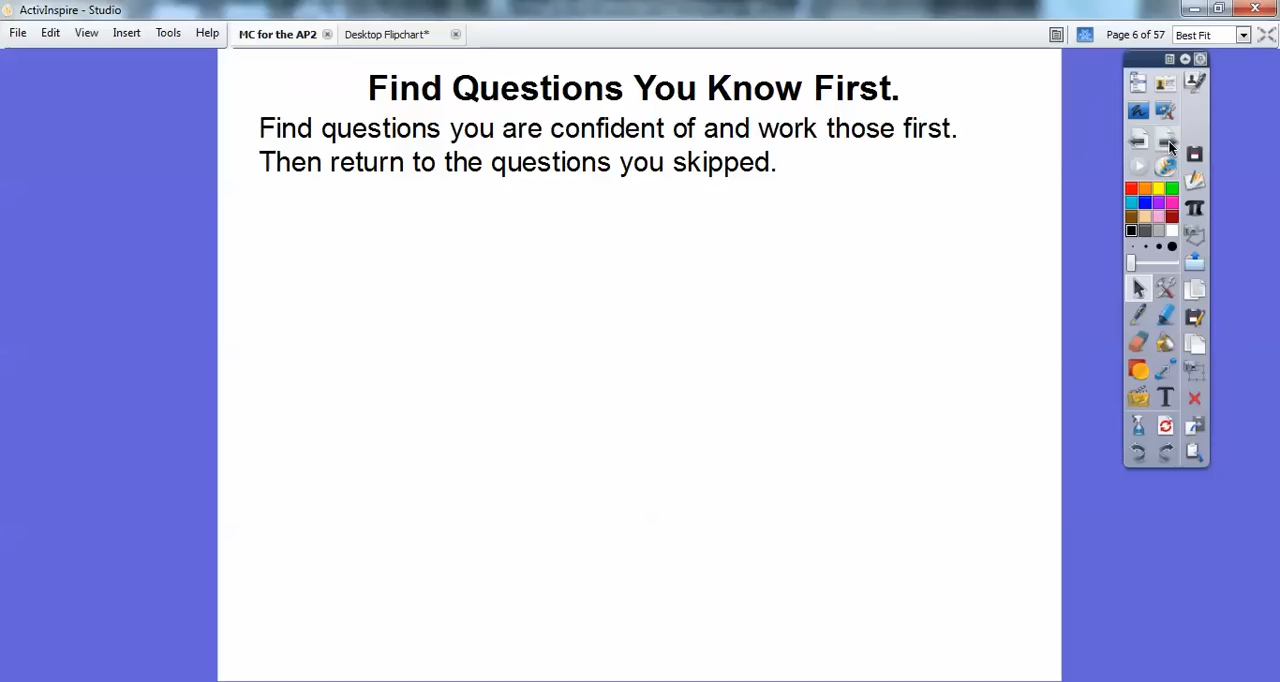 ActivInspire - Studio
File Edit View Insert Tools Help MC for the AP2 Desktop Flipchart* Page 6 of 57 Best Fit
Find Questions You Know First.
Find questions you are confident of and work those first.
Then return to the questions you skipped.